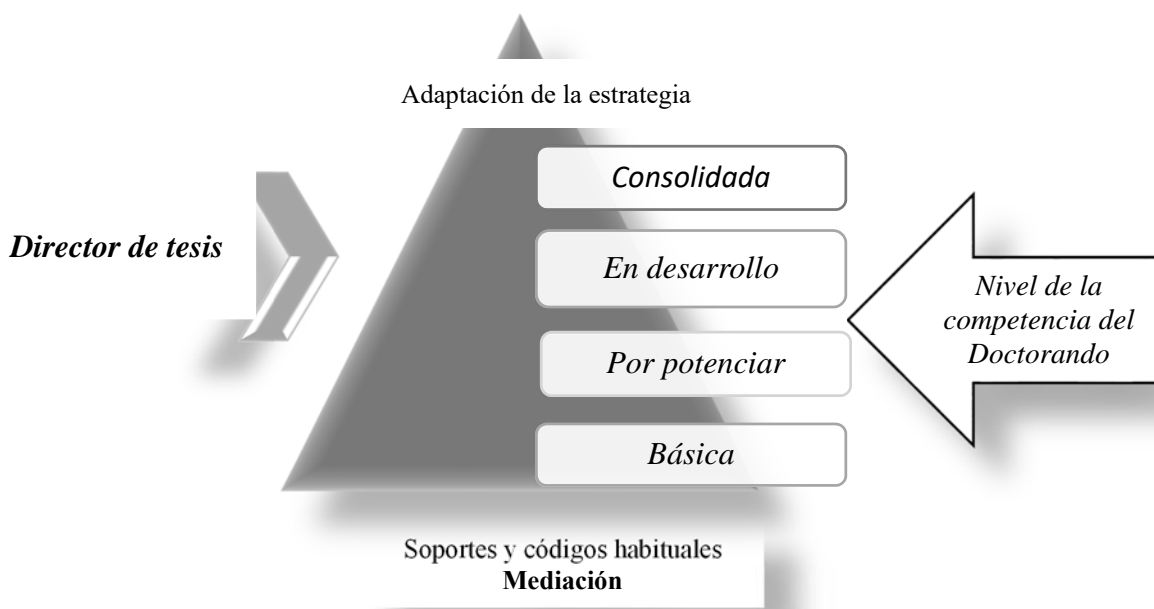 Adaptación de la estrategia
Consolidada
Director de tesis
En desarrollo
Nivel de la
competencia del
Doctorando
Por potenciar
Básica
Soportes y códigos habituales
Mediación